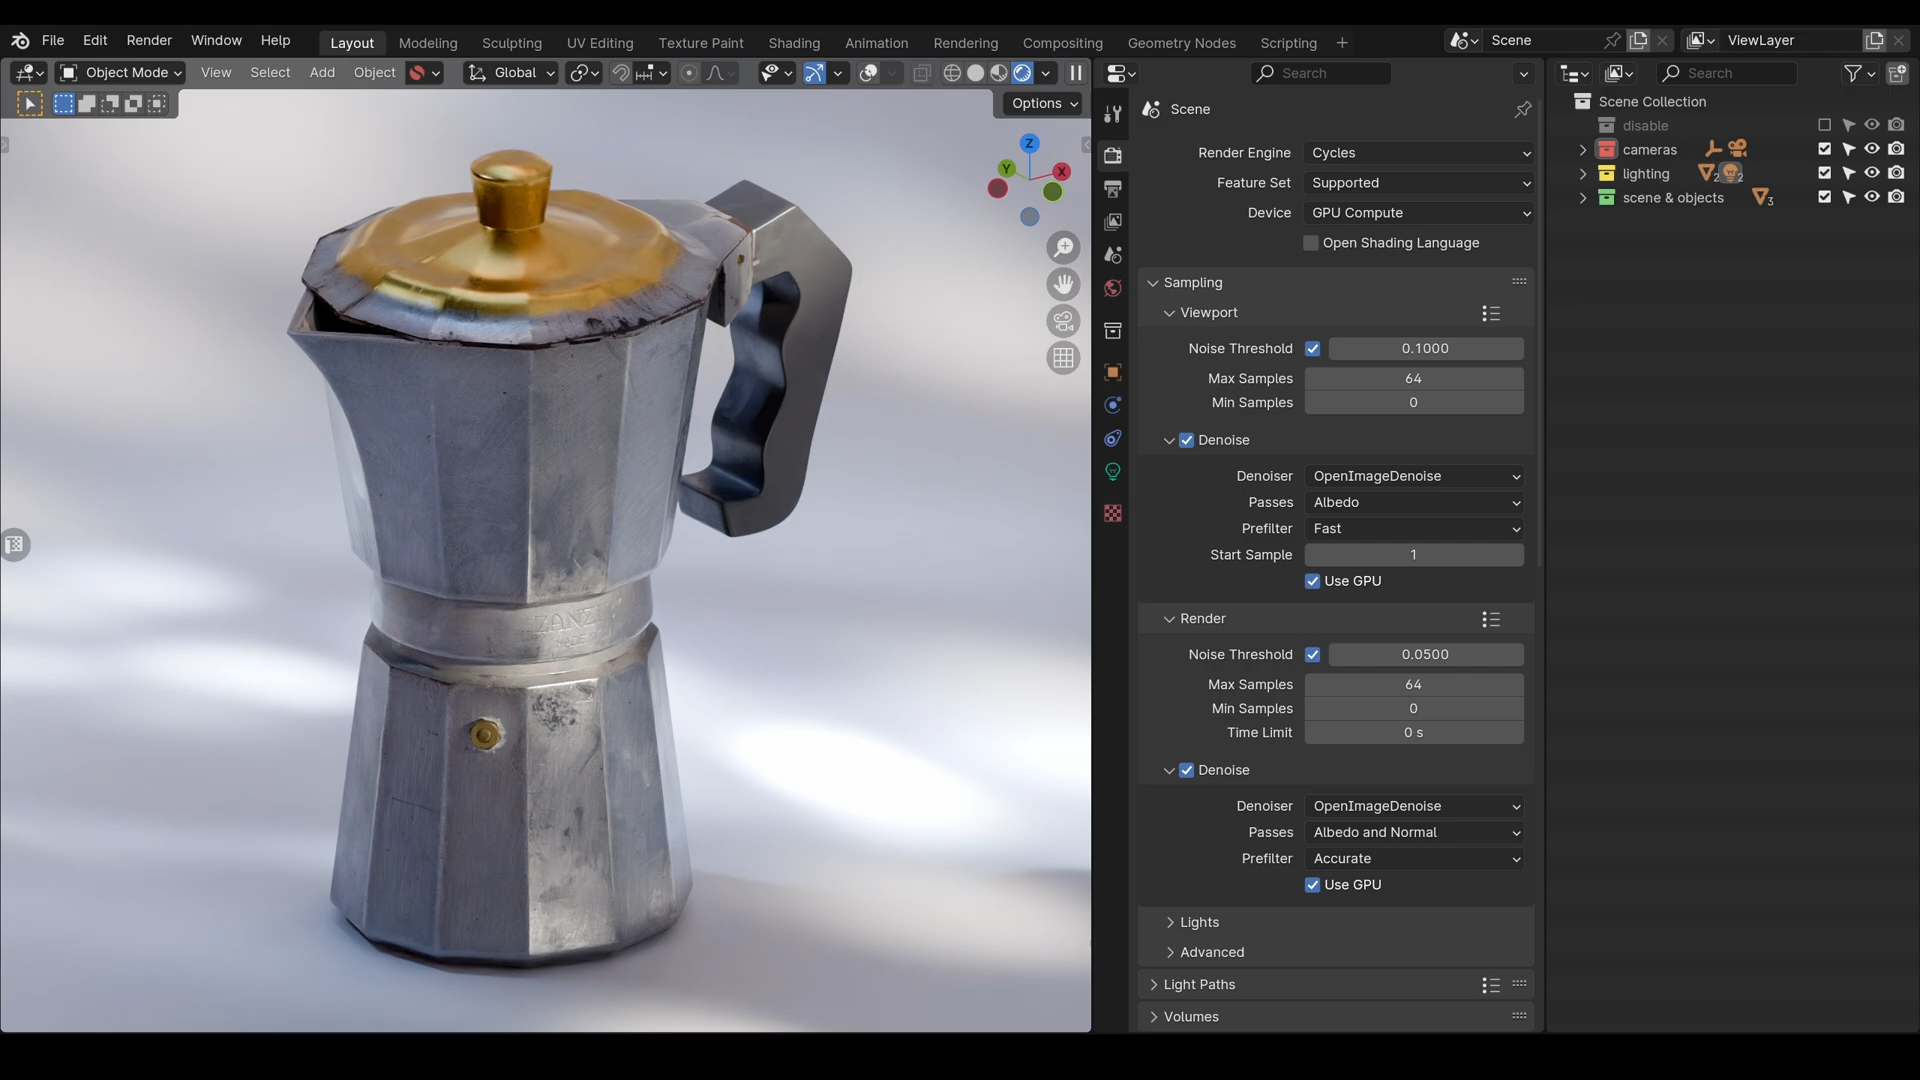 File Edit Render Window Help Layout Modeling Sculpting UV Editing Texture Paint Shading Animation Rendering Compositing Geometry Nodes Scripting + Scene ViewLayer
Object Mode View Select Add Object Global Search Search
Options
Z
Y
X
ZANZ
MADE
Scene
Render Engine Cycles
Feature Set Supported
Device GPU Compute
Open Shading Language
Sampling
Viewport
Noise Threshold 0.1000
Max Samples 64
Min Samples 0
Denoise
Denoiser OpenImageDenoise
Passes Albedo
Prefilter Fast
Start Sample 1
Use GPU
Render
Noise Threshold 0.0500
Max Samples 64
Min Samples 0
Time Limit 0 s
Denoise
Denoiser OpenImageDenoise
Passes Albedo and Normal
Prefilter Accurate
Use GPU
Lights
Advanced
Light Paths
Volumes
Scene Collection
disable
cameras
lighting 2 2
scene & objects 3